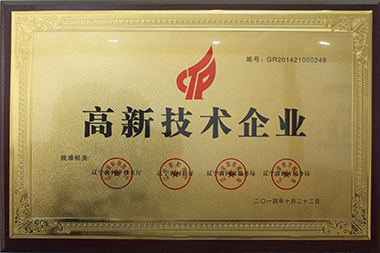 编号：GR201421000249
高新技术企业
批准机关：
辽宁省科学技术厅 辽宁省财政厅 辽宁省国家税务局 辽宁省地方税务局
二〇一四年十月二十二日